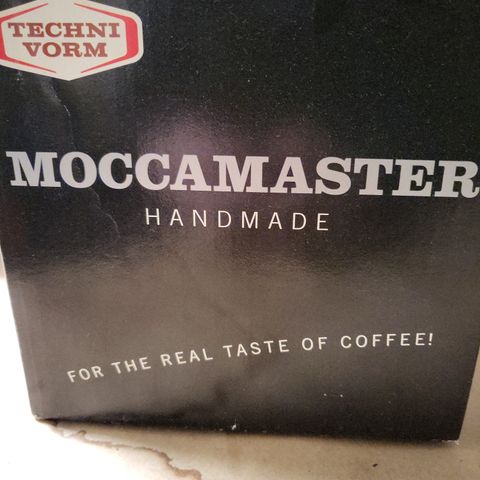 TECHNI
VORM
MOCCAMASTER
HANDMADE
FOR THE REAL TASTE OF COFFEE!